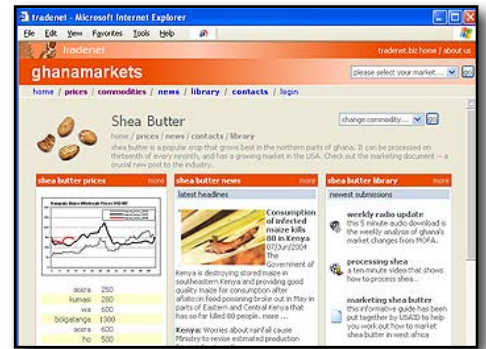 tradenet - Microsoft Internet Explorer
File Edit View Favorites Tools Help
tradenet
tradenet.biz home / about us
ghanamarkets
please select your market... go
home / prices / commodities / news / library / contacts / login
Shea Butter
change commodity... go
home / prices / news / contacts / library
shea butter is a popular crop that grows best in the northern parts of ghana. It can be processed on
thirteenth of every month, and has a growing market in the USA. Check out the marketing document -- a
crucial new post to the industry.
shea butter prices more
accra 250
kumasi 280
wa 600
bolgatanga 1300
accra 600
ho 500
shea butter news more
latest headlines
Consumption
of infected
maize kills
80 in Kenya
07/Jun/2004
The
Government of
Kenya is destroying stored maize in
southeastern Kenya and providing good
quality maize for consumption after
aflatoxin food poisoning broke out in May in
parts of Eastern and Central Kenya that
has so far killed 80 people. more ...
Kenya: Worries about rainfall cause
Ministry to revise estimated production
shea butter library more
newest submissions
weekly radio update
this 5 minute audio download is
the weekly analysis of ghana's
market changes from MOFA.
processing shea
a ten minute video that shows
how to process shea...
marketing shea butter
this informative guide has been
put together by USAID to help
you work out how to market
shea butter in west africa